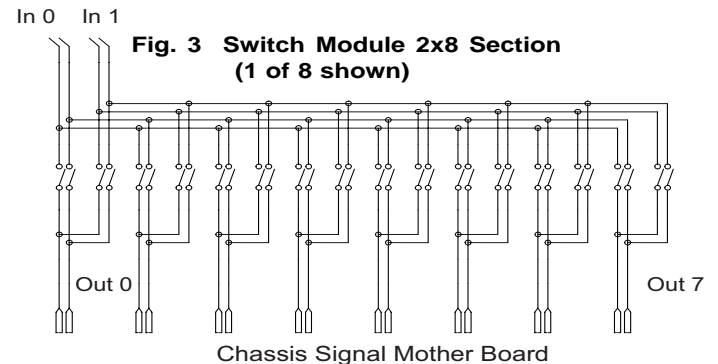 In 0 In 1
Fig. 3 Switch Module 2x8 Section
(1 of 8 shown)
Out 0 Out 7
Chassis Signal Mother Board